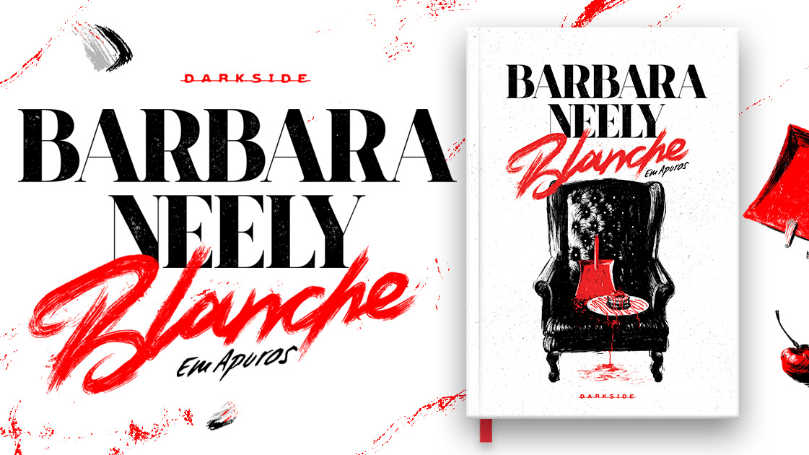 DARKSIDE
BARBARA
NEELY
Blanche
Em Apuros
BARBARA
NEELY
Blanche
Em Apuros
DARKSIDE